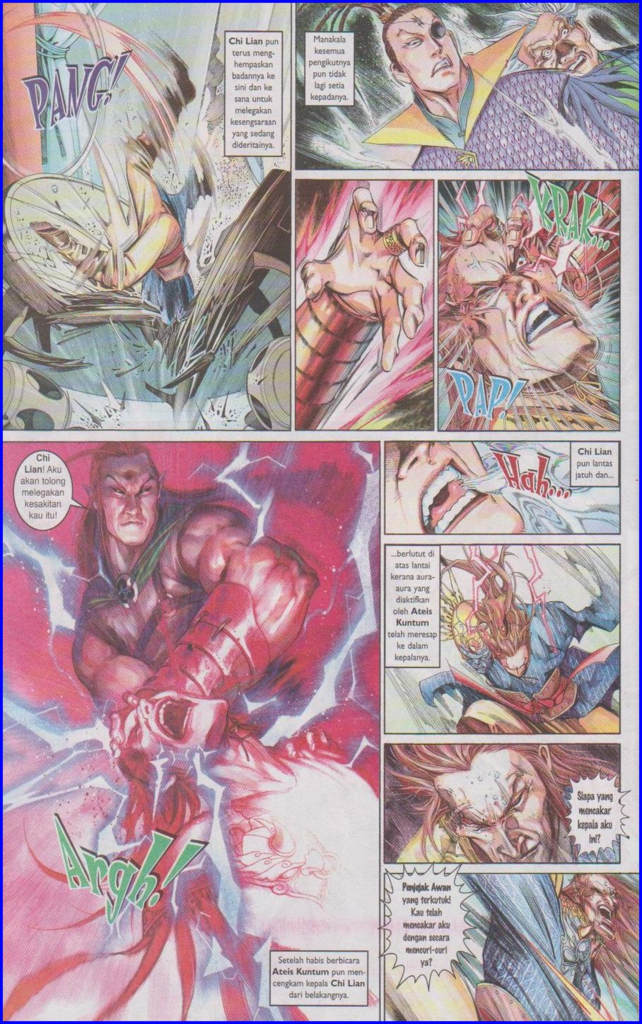 PANG!
Chi Lian pun
terus meng-
hempaskan
badannya ke
sini dan ke
sana untuk
melegakan
kesengsaraan
yang sedang
dideritainya.
Manakala
kesemua
pengikutnya
pun tidak
lagi setia
kepadanya.
KRAK...
PAP!
Chi
Lian! Aku
akan tolong
melegakan
kesakitan
kau itu!
Argh!
Setelah habis berbicara
Ateis Kuntum pun men-
cengkam kepala Chi Lian
dari belakangnya.
Hah...
Chi Lian
pun lantas
jatuh dan...
...berlutut di
atas lantai
kerana aura-
aura yang
diaktifkan
oleh Ateis
Kuntum
telah meresap
ke dalam
kepalanya.
Siapa yang
mencakar
kepala aku
ini?
Penjejak Awan
yang terkutuk!
Kau telah
mencakar aku
dengan secara
mencuri-curi
ya?